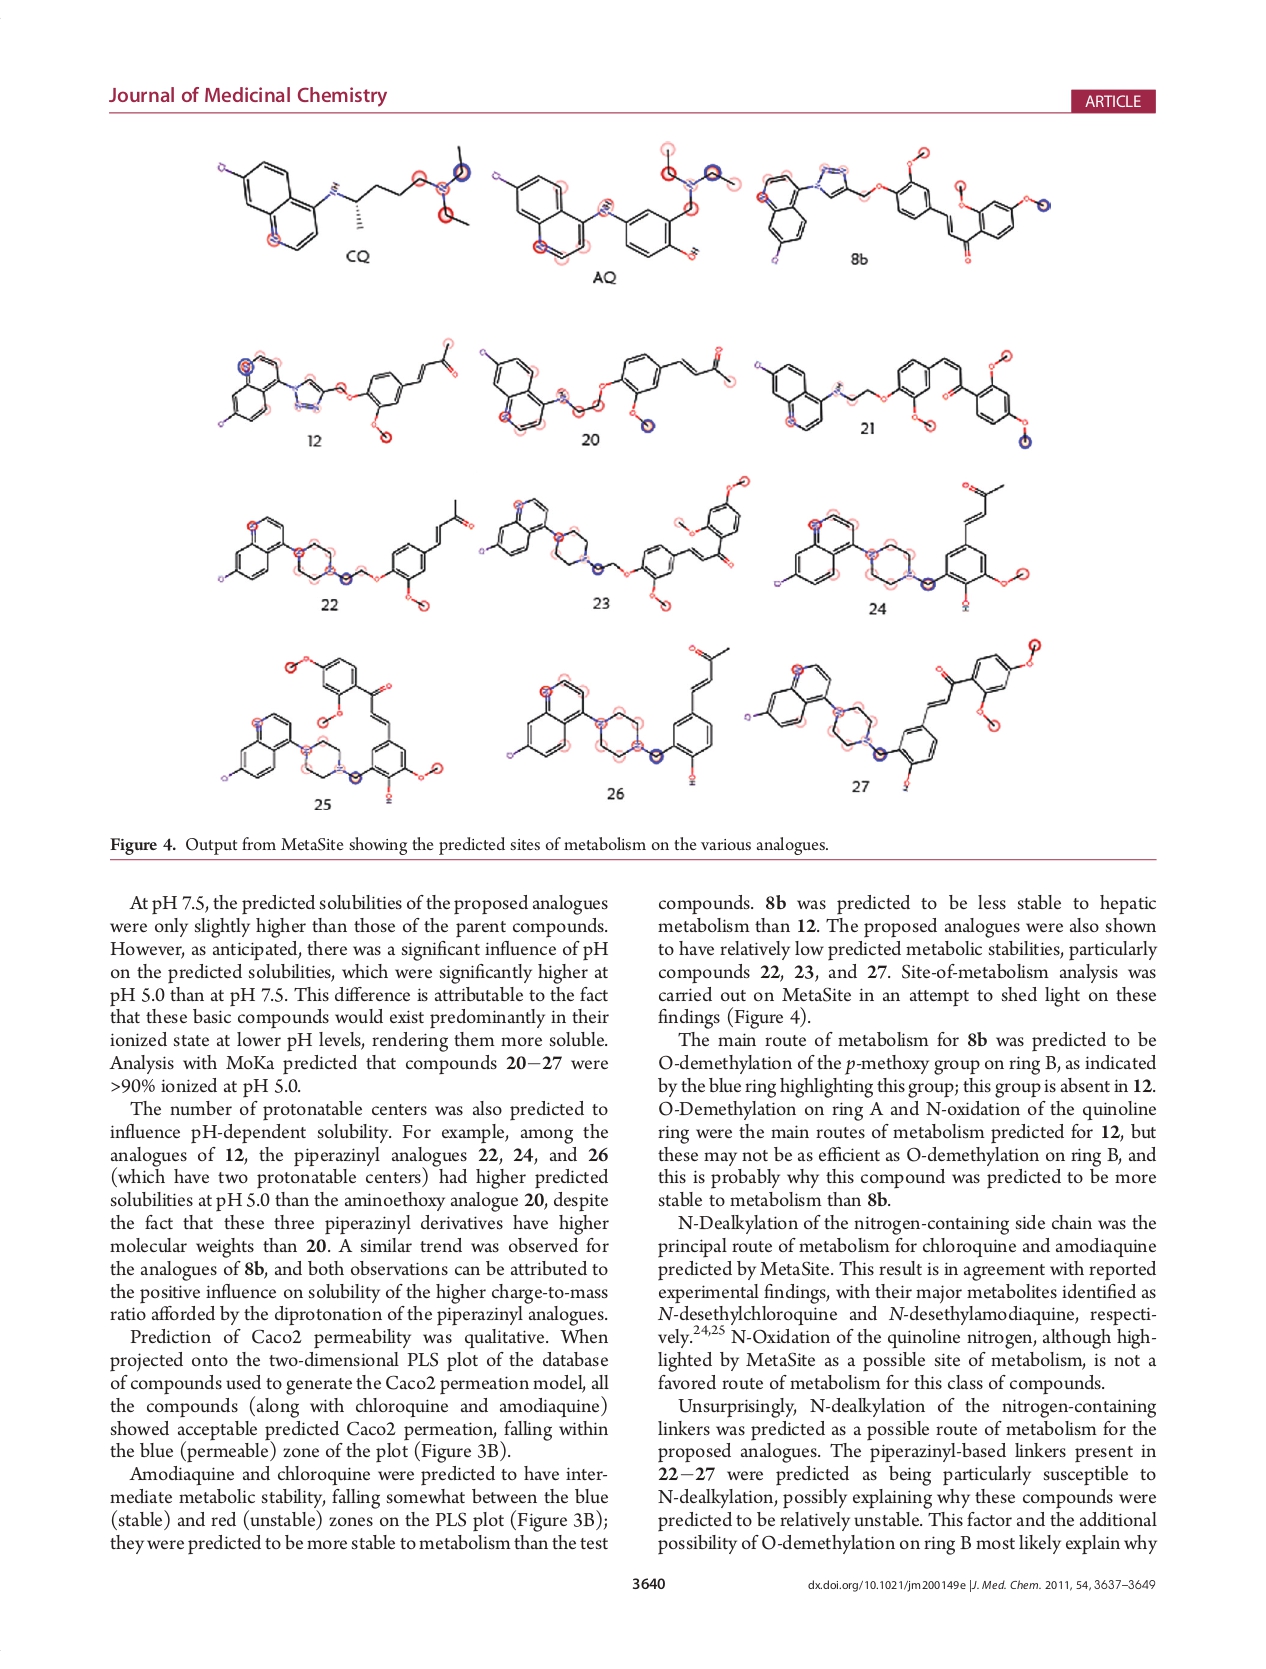 Journal of Medicinal Chemistry
ARTICLE
CQ
AQ
8b
12
20
21
22
23
24
25
26
27
Figure 4. Output from MetaSite showing the predicted sites of metabolism on the various analogues.
At pH 7.5, the predicted solubilities of the proposed analogues
were only slightly higher than those of the parent compounds.
However, as anticipated, there was a significant influence of pH
on the predicted solubilities, which were significantly higher at
pH 5.0 than at pH 7.5. This difference is attributable to the fact
that these basic compounds would exist predominantly in their
ionized state at lower pH levels, rendering them more soluble.
Analysis with MoKa predicted that compounds 20−27 were
>90% ionized at pH 5.0.
The number of protonatable centers was also predicted to
influence pH-dependent solubility. For example, among the
analogues of 12, the piperazinyl analogues 22, 24, and 26
(which have two protonatable centers) had higher predicted
solubilities at pH 5.0 than the aminoethoxy analogue 20, despite
the fact that these three piperazinyl derivatives have higher
molecular weights than 20. A similar trend was observed for
the analogues of 8b, and both observations can be attributed to
the positive influence on solubility of the higher charge-to-mass
ratio afforded by the diprotonation of the piperazinyl analogues.
Prediction of Caco2 permeability was qualitative. When
projected onto the two-dimensional PLS plot of the database
of compounds used to generate the Caco2 permeation model, all
the compounds (along with chloroquine and amodiaquine)
showed acceptable predicted Caco2 permeation, falling within
the blue (permeable) zone of the plot (Figure 3B).
Amodiaquine and chloroquine were predicted to have inter-
mediate metabolic stability, falling somewhat between the blue
(stable) and red (unstable) zones on the PLS plot (Figure 3B);
they were predicted to be more stable to metabolism than the test
compounds. 8b was predicted to be less stable to hepatic
metabolism than 12. The proposed analogues were also shown
to have relatively low predicted metabolic stabilities, particularly
compounds 22, 23, and 27. Site-of-metabolism analysis was
carried out on MetaSite in an attempt to shed light on these
findings (Figure 4).
The main route of metabolism for 8b was predicted to be
O-demethylation of the p-methoxy group on ring B, as indicated
by the blue ring highlighting this group; this group is absent in 12.
O-Demethylation on ring A and N-oxidation of the quinoline
ring were the main routes of metabolism predicted for 12, but
these may not be as efficient as O-demethylation on ring B, and
this is probably why this compound was predicted to be more
stable to metabolism than 8b.
N-Dealkylation of the nitrogen-containing side chain was the
principal route of metabolism for chloroquine and amodiaquine
predicted by MetaSite. This result is in agreement with reported
experimental findings, with their major metabolites identified as
N-desethylchloroquine and N-desethylamodiaquine, respecti-
vely.24,25 N-Oxidation of the quinoline nitrogen, although high-
lighted by MetaSite as a possible site of metabolism, is not a
favored route of metabolism for this class of compounds.
Unsurprisingly, N-dealkylation of the nitrogen-containing
linkers was predicted as a possible route of metabolism for the
proposed analogues. The piperazinyl-based linkers present in
22−27 were predicted as being particularly susceptible to
N-dealkylation, possibly explaining why these compounds were
predicted to be relatively unstable. This factor and the additional
possibility of O-demethylation on ring B most likely explain why
3640
dx.doi.org/10.1021/jm200149e |J. Med. Chem. 2011, 54, 3637–3649